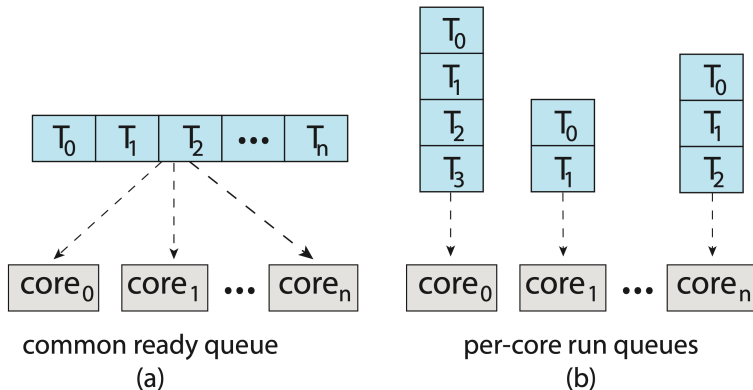 T0 T1 T2 ••• Tn
core0 core1 ••• coren
common ready queue
(a)
T0
T1
T2
T3
T0
T1
T0
T1
T2
core0 core1 ••• coren
per-core run queues
(b)